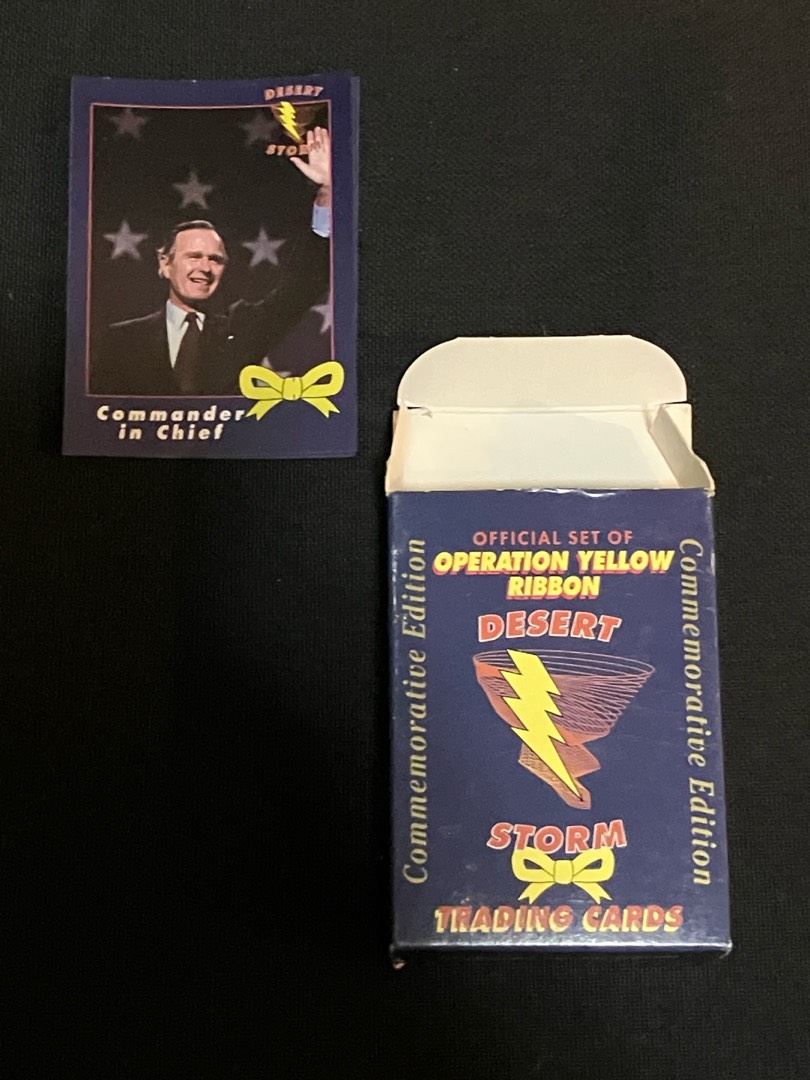 DESERT
STORM
Commander
in Chief
OFFICIAL SET OF
OPERATION YELLOW
RIBBON
DESERT
STORM
TRADING CARDS
Commemorative Edition
Commemorative Edition